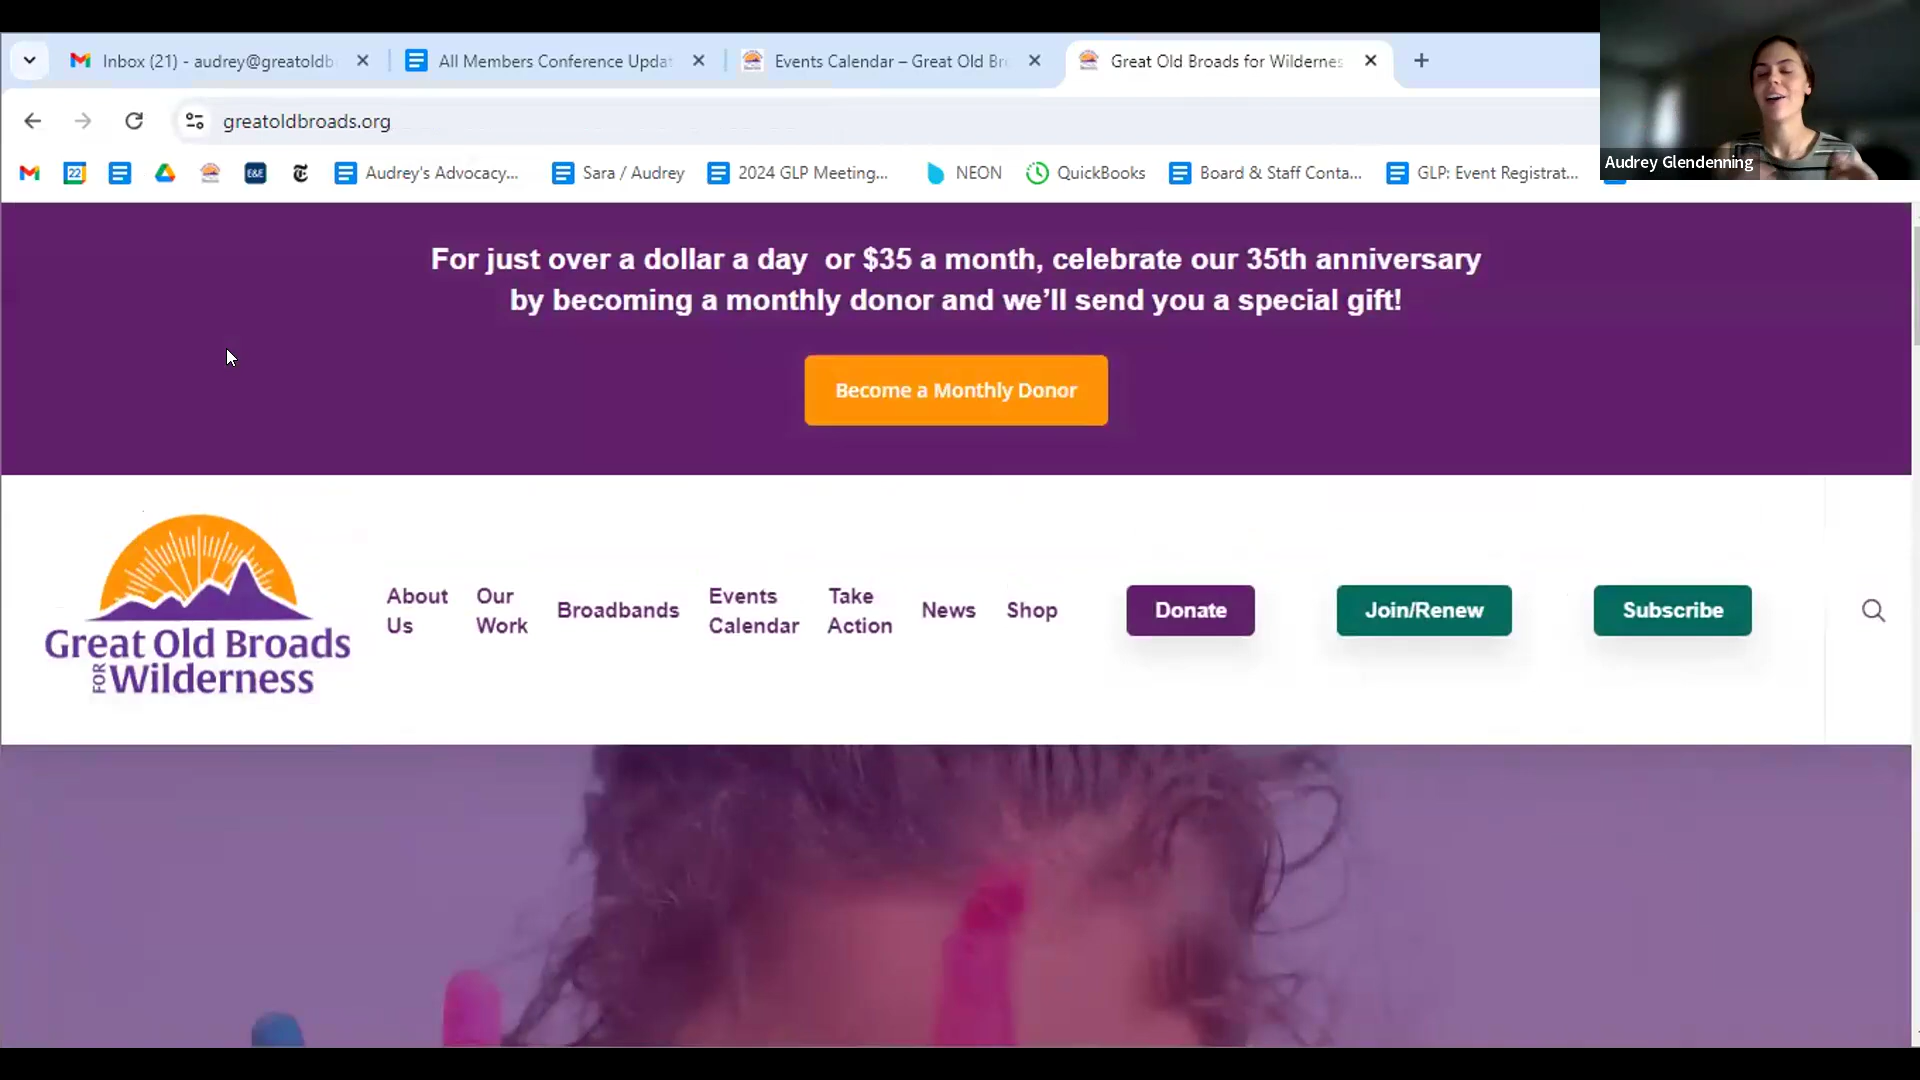 Inbox (21) - audrey@greatoldb
All Members Conference Updat
Events Calendar – Great Old Bro
Great Old Broads for Wildernes
greatoldbroads.org
22
E&E
Audrey's Advocacy...
Sara / Audrey
2024 GLP Meeting...
NEON
QuickBooks
Board & Staff Conta...
GLP: Event Registrat...
Audrey Glendenning
For just over a dollar a day or $35 a month, celebrate our 35th anniversary
by becoming a monthly donor and we’ll send you a special gift!
Become a Monthly Donor
Great Old Broads
FOR Wilderness
About
Us
Our
Work
Broadbands
Events
Calendar
Take
Action
News
Shop
Donate
Join/Renew
Subscribe